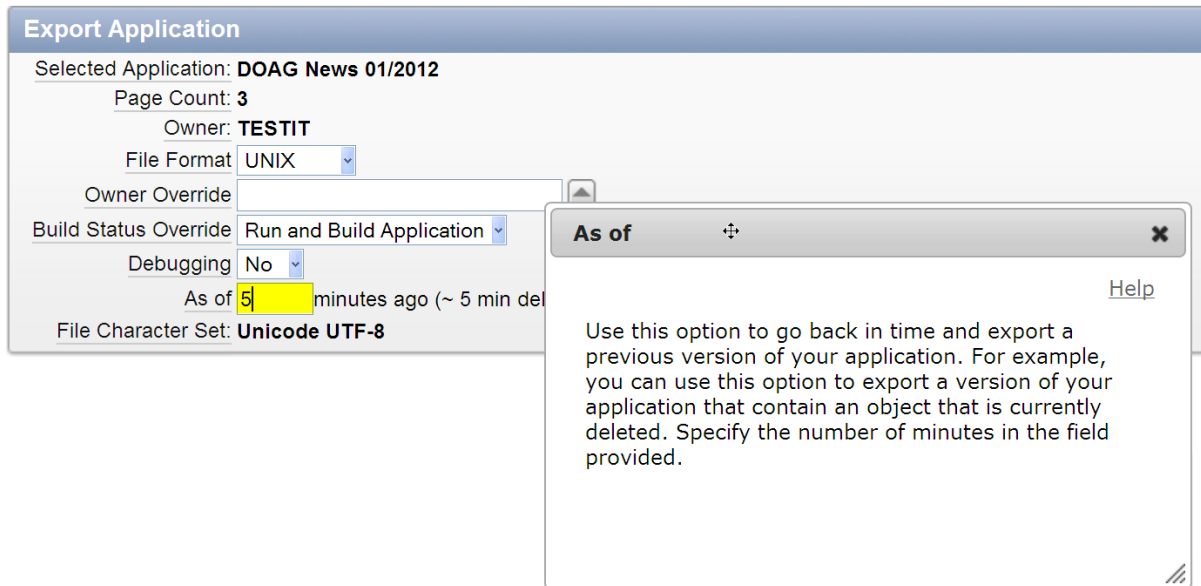 Export Application
Selected Application: DOAG News 01/2012
Page Count: 3
Owner: TESTIT
File Format UNIX
Owner Override
Build Status Override Run and Build Application
Debugging No
As of 5 minutes ago (~ 5 min del
File Character Set: Unicode UTF-8
As of
Help
Use this option to go back in time and export a
previous version of your application. For example,
you can use this option to export a version of your
application that contain an object that is currently
deleted. Specify the number of minutes in the field
provided.